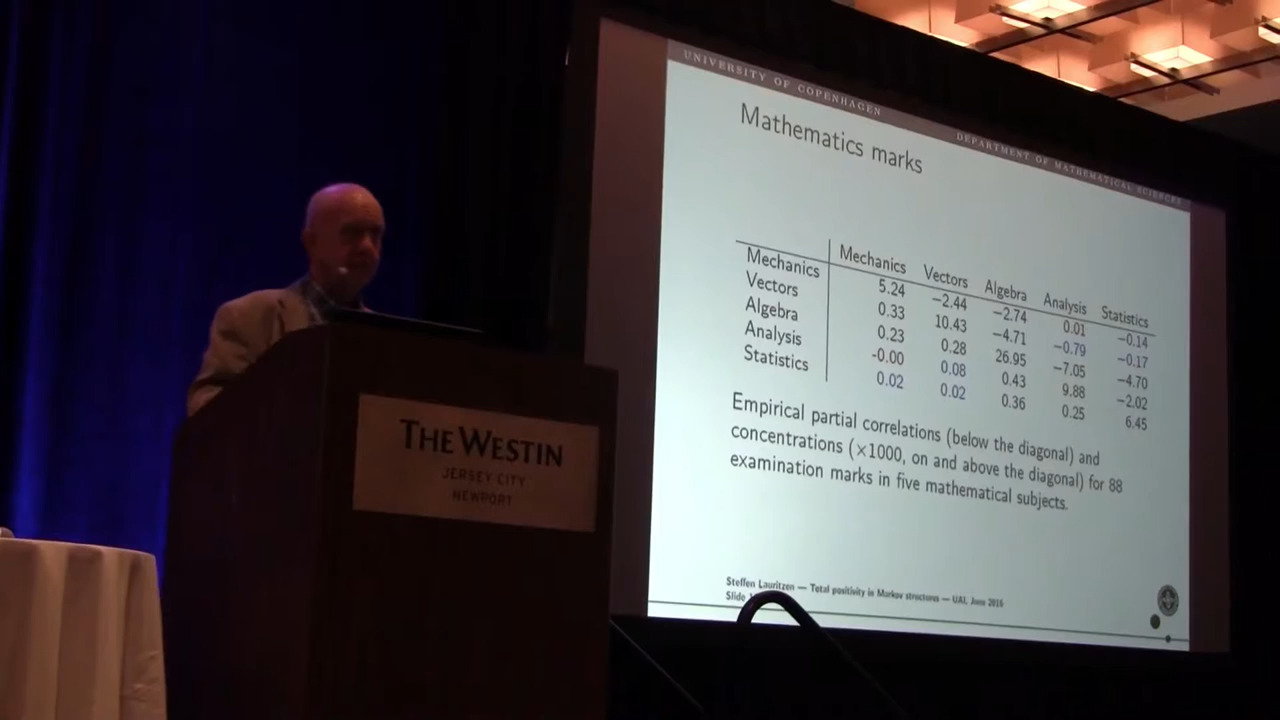 UNIVERSITY OF COPENHAGEN DEPARTMENT OF MATHEMATICAL SCIENCES
Mathematics marks
Mechanics Vectors Algebra Analysis Statistics
Mechanics 5.24 −2.44 −2.74 0.01 −0.14
Vectors 0.33 10.43 −4.71 −0.79 −0.17
Algebra 0.23 0.28 26.95 −7.05 −4.70
Analysis -0.00 0.08 0.43 9.88 −2.02
Statistics 0.02 0.02 0.36 0.25 6.45
Empirical partial correlations (below the diagonal) and
concentrations (×1000, on and above the diagonal) for 88
examination marks in five mathematical subjects.
Steffen Lauritzen — Total positivity in Markov structures — UAI, June 2016
Slide
THE WESTIN
JERSEY CITY
NEWPORT